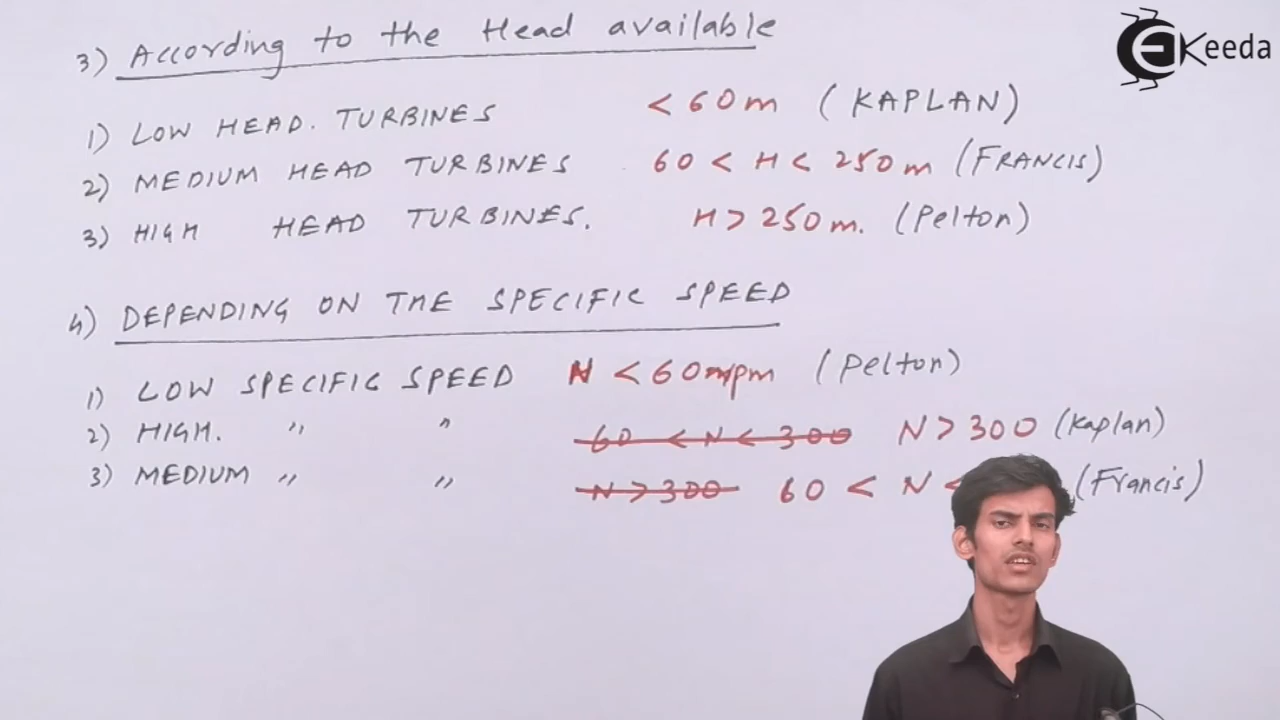 Ekeeda
3) According to the Head available
1) LOW HEAD. TURBINES < 60m (KAPLAN)
2) MEDIUM HEAD TURBINES 60 < H < 250m (FRANCIS)
3) HIGH HEAD TURBINES. H > 250m. (Pelton)
4) DEPENDING ON THE SPECIFIC SPEED
1) LOW SPECIFIC SPEED N < 60 (Pelton)
2) HIGH. " " 60 < N < 300 N > 300 (Kaplan)
3) MEDIUM " " N > 300 60 < N < (Francis)